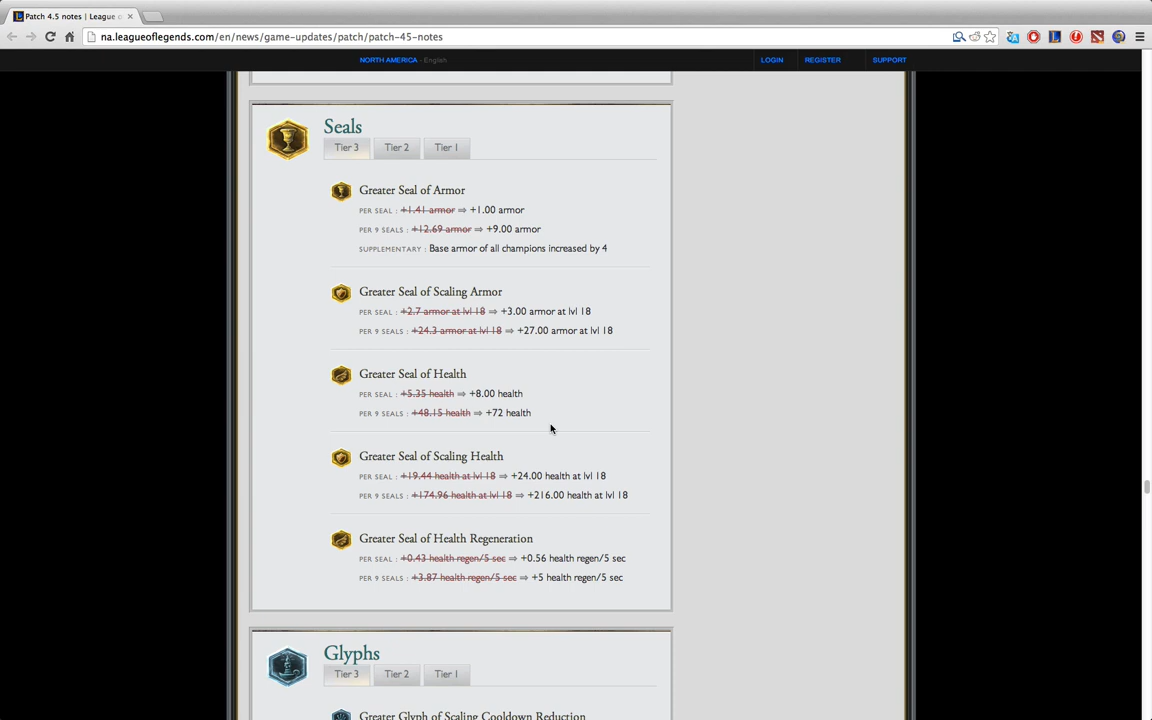 Patch 4.5 notes | League o
na.leagueoflegends.com/en/news/game-updates/patch/patch-45-notes
NORTH AMERICA - English
LOGIN
REGISTER
SUPPORT
Seals
Tier 3
Tier 2
Tier 1
Greater Seal of Armor
PER SEAL : +1.41 armor ⇒ +1.00 armor
PER 9 SEALS : +12.69 armor ⇒ +9.00 armor
SUPPLEMENTARY : Base armor of all champions increased by 4
Greater Seal of Scaling Armor
PER SEAL : +2.7 armor at lvl 18 ⇒ +3.00 armor at lvl 18
PER 9 SEALS : +24.3 armor at lvl 18 ⇒ +27.00 armor at lvl 18
Greater Seal of Health
PER SEAL : +5.35 health ⇒ +8.00 health
PER 9 SEALS : +48.15 health ⇒ +72 health
Greater Seal of Scaling Health
PER SEAL : +19.44 health at lvl 18 ⇒ +24.00 health at lvl 18
PER 9 SEALS : +174.96 health at lvl 18 ⇒ +216.00 health at lvl 18
Greater Seal of Health Regeneration
PER SEAL : +0.43 health regen/5 sec ⇒ +0.56 health regen/5 sec
PER 9 SEALS : +3.87 health regen/5 sec ⇒ +5 health regen/5 sec
Glyphs
Tier 3
Tier 2
Tier 1
Greater Glyph of Scaling Cooldown Reduction